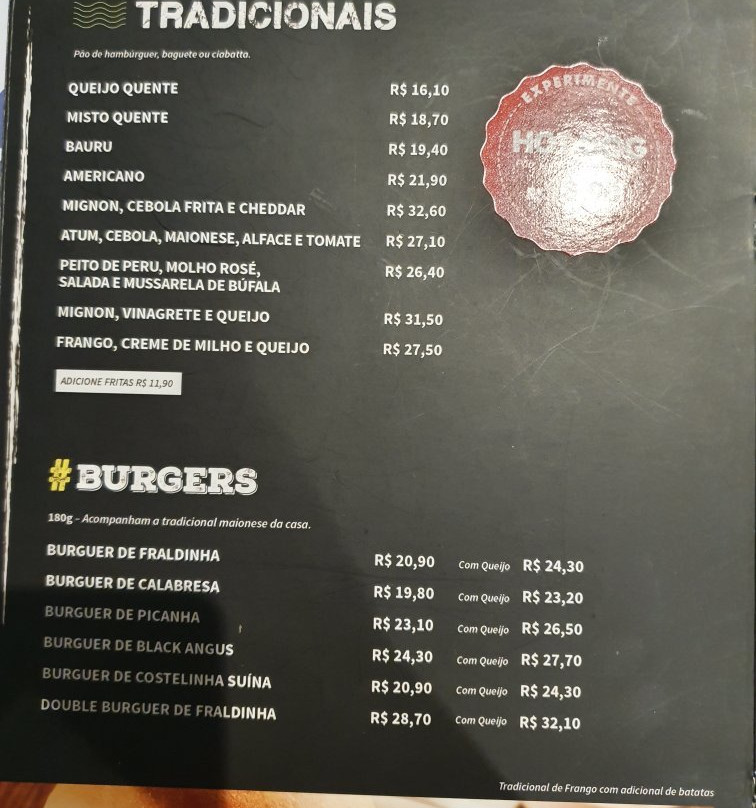 TRADICIONAIS
Pão de hambúrguer, baguete ou ciabatta.
QUEIJO QUENTE R$ 16,10
MISTO QUENTE R$ 18,70
BAURU R$ 19,40
AMERICANO R$ 21,90
MIGNON, CEBOLA FRITA E CHEDDAR R$ 32,60
ATUM, CEBOLA, MAIONESE, ALFACE E TOMATE R$ 27,10
PEITO DE PERU, MOLHO ROSÉ, R$ 26,40
SALADA E MUSSARELA DE BÚFALA
MIGNON, VINAGRETE E QUEIJO R$ 31,50
FRANGO, CREME DE MILHO E QUEIJO R$ 27,50
ADICIONE FRITAS R$ 11,90
EXPERIMENTE
#BURGERS
180g - Acompanham a tradicional maionese da casa.
BURGUER DE FRALDINHA R$ 20,90 Com Queijo R$ 24,30
BURGUER DE CALABRESA R$ 19,80 Com Queijo R$ 23,20
BURGUER DE PICANHA R$ 23,10 Com Queijo R$ 26,50
BURGUER DE BLACK ANGUS R$ 24,30 Com Queijo R$ 27,70
BURGUER DE COSTELINHA SUÍNA R$ 20,90 Com Queijo R$ 24,30
DOUBLE BURGUER DE FRALDINHA R$ 28,70 Com Queijo R$ 32,10
Tradicional de Frango com adicional de batatas